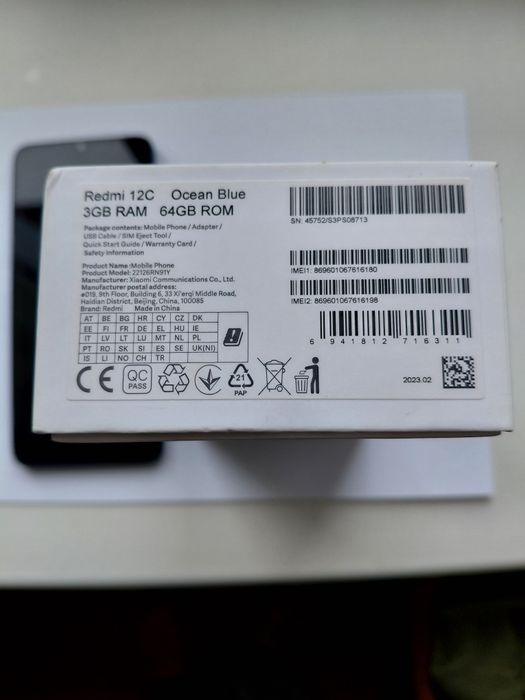 Redmi 12C Ocean Blue
3GB RAM 64GB ROM
Package contents: Mobile Phone / Adapter /
USB Cable / SIM Eject Tool /
Quick Start Guide / Warranty Card /
Safety Information
Product Name :Mobile Phone
Product Model: 22126RN91Y
Manufacturer: Xiaomi Communications Co., Ltd.
Manufacturer postal address:
#019, 9th Floor, Building 6, 33 Xi'erqi Middle Road,
Haidian District, Beijing, China, 100085
Brand: Redmi Made in China
AT BE BG HR CY CZ DK
EE FI FR DE EL HU IE
IT LV LT LU MT NL PL
PT RO SK SI ES SE UK(NI)
IS LI NO CH TR
CE
QC
PASS
21
PAP
SN: 45752/S3PS08713
IMEI1: 869601067616180
IMEI2: 869601067616198
6 941812 716311
2023.02